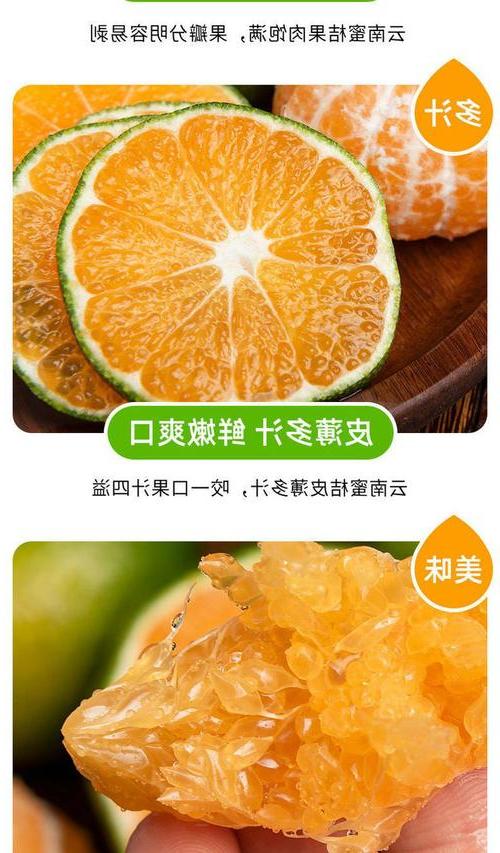 云南蜜桔果肉饱满，果瓣分明容易剥
多汁
皮薄多汁 鲜嫩爽口
云南蜜桔皮薄多汁，咬一口果汁四溢
美味